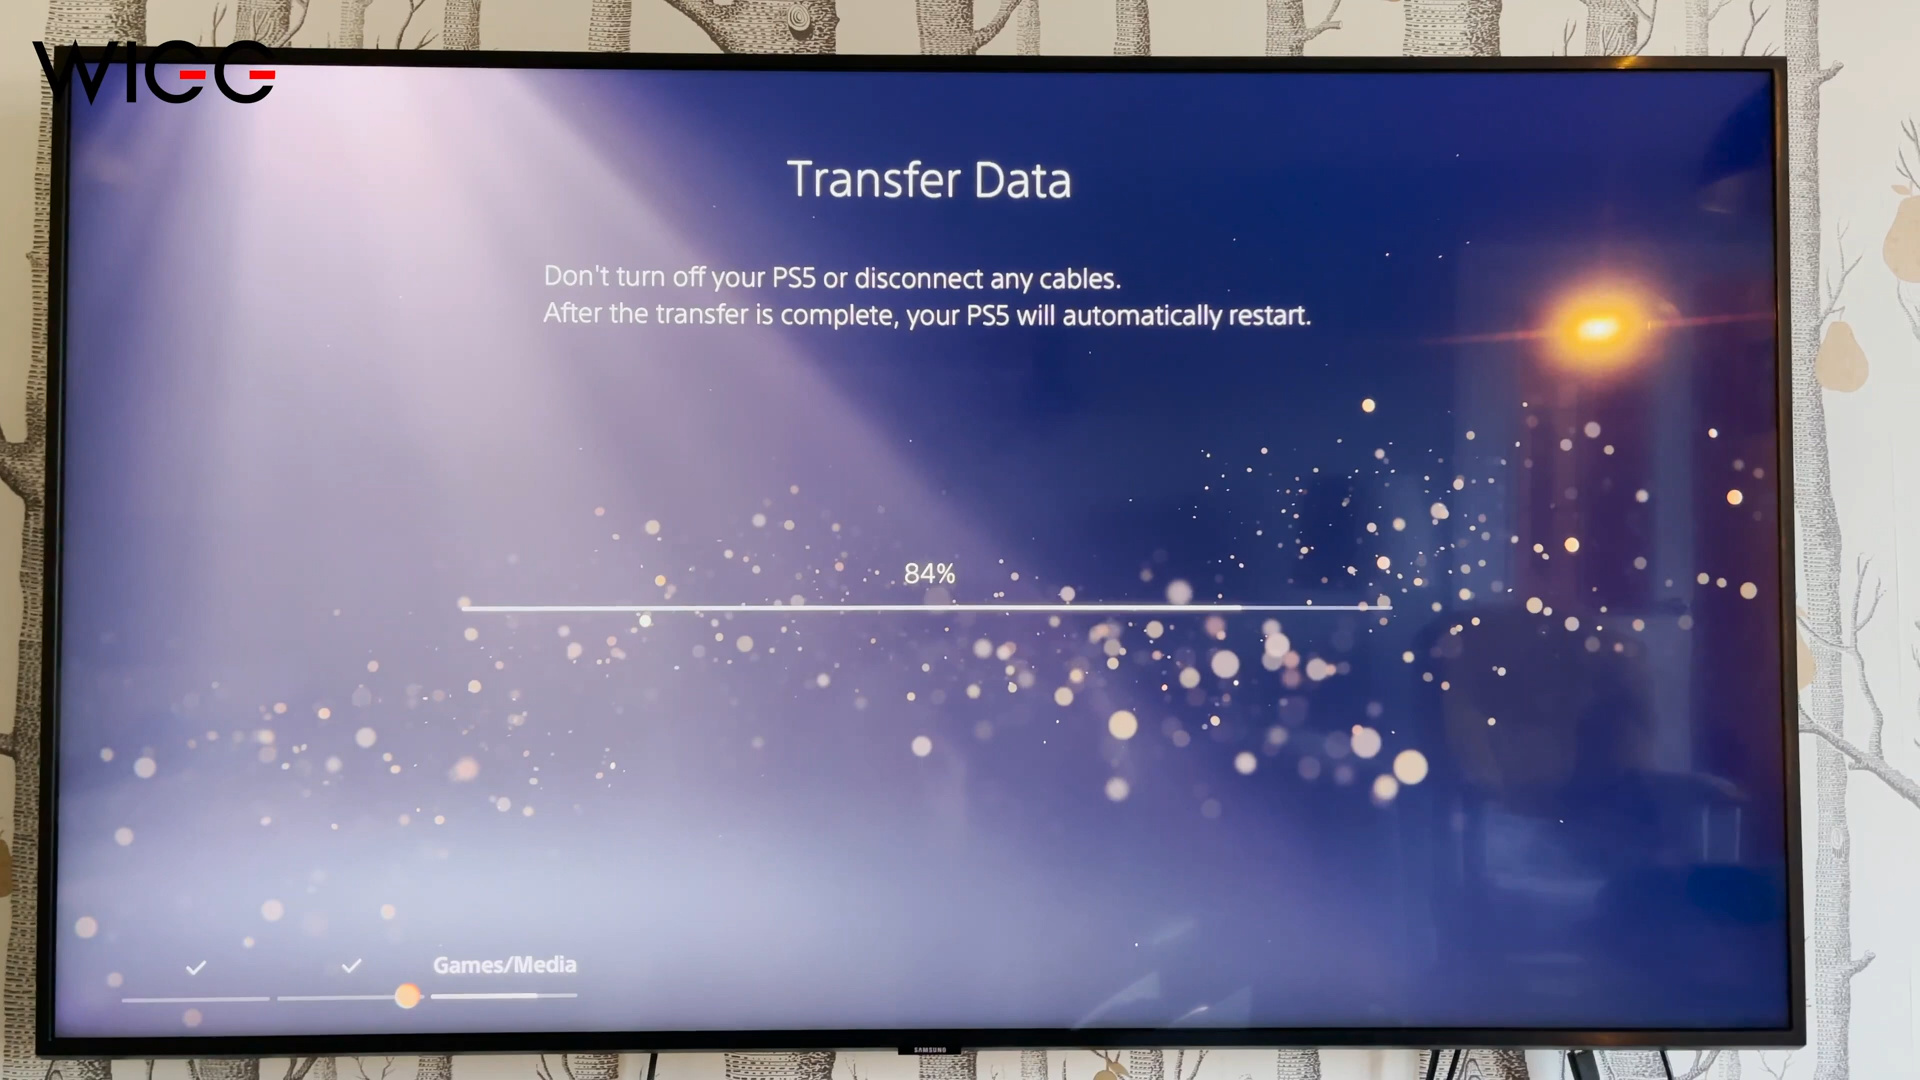 WIGG
Transfer Data
Don't turn off your PS5 or disconnect any cables.
After the transfer is complete, your PS5 will automatically restart.
84%
Games/Media
SAMSUNG